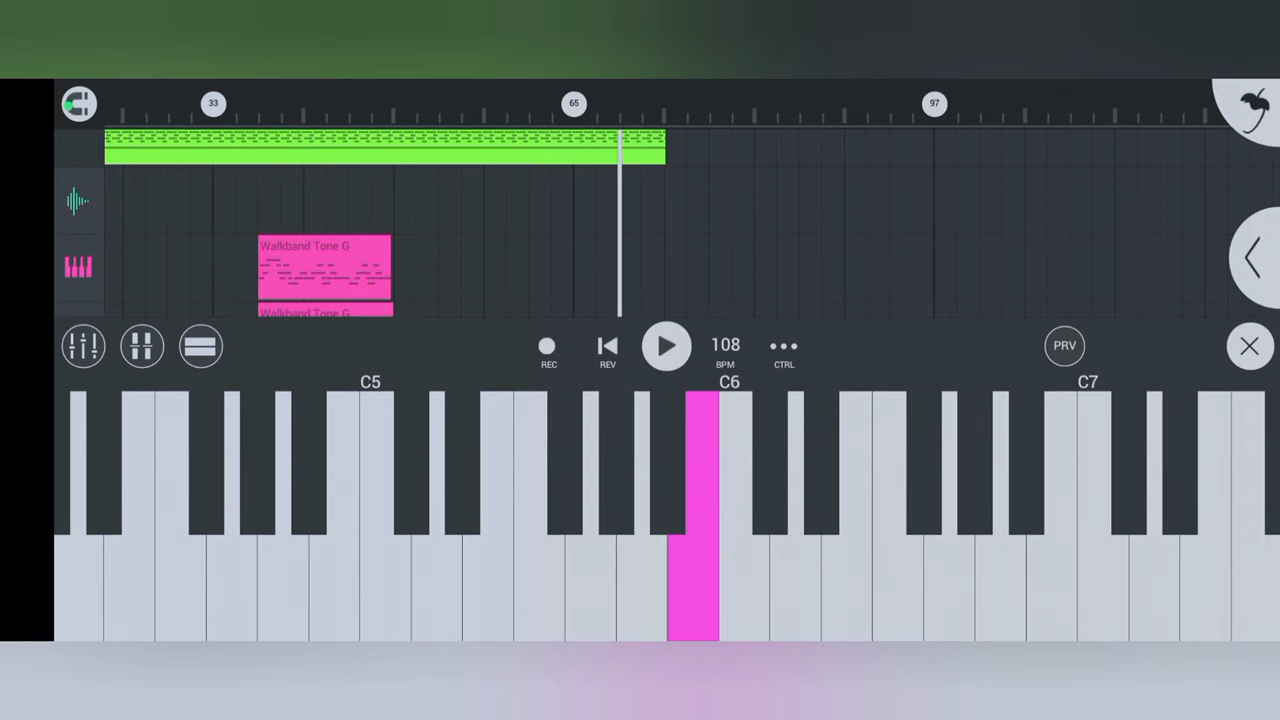 33 65 97
Walkband Tone G
Walkband Tone G
108 PRV
REC REV BPM CTRL
C5 C6 C7